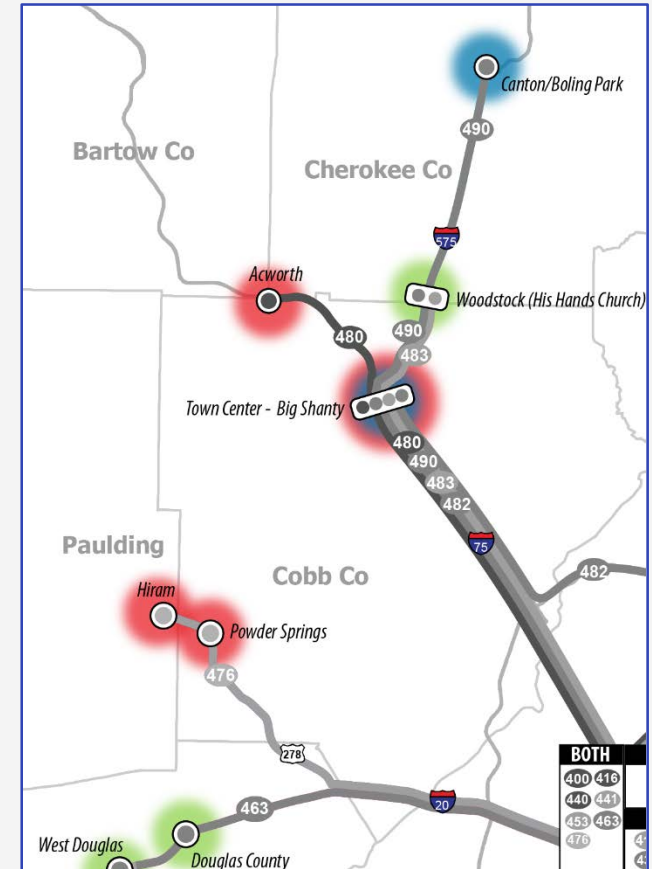 Canton/Boling Park
490
Bartow Co
Cherokee Co
575
Acworth
Woodstock (His Hands Church)
480
490
483
Town Center - Big Shanty
480
490
483
482
75
Paulding
482
Cobb Co
Hiram
Powder Springs
476
278
BOTH
400 416
440 441
453 463
476
20
463
West Douglas
Douglas County